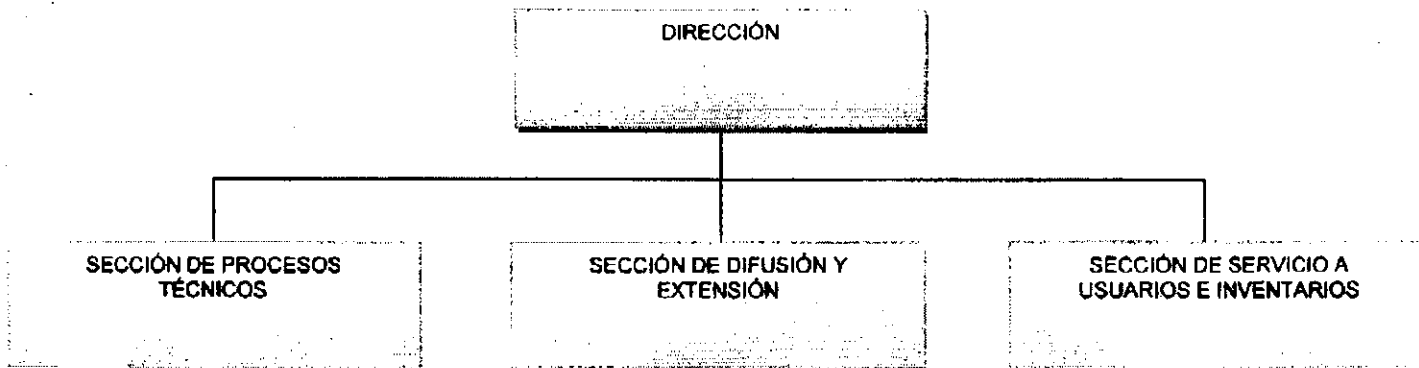 DIRECCIÓN
SECCIÓN DE PROCESOS
TÉCNICOS
SECCIÓN DE DIFUSIÓN Y
EXTENSIÓN
SECCIÓN DE SERVICIO A
USUARIOS E INVENTARIOS